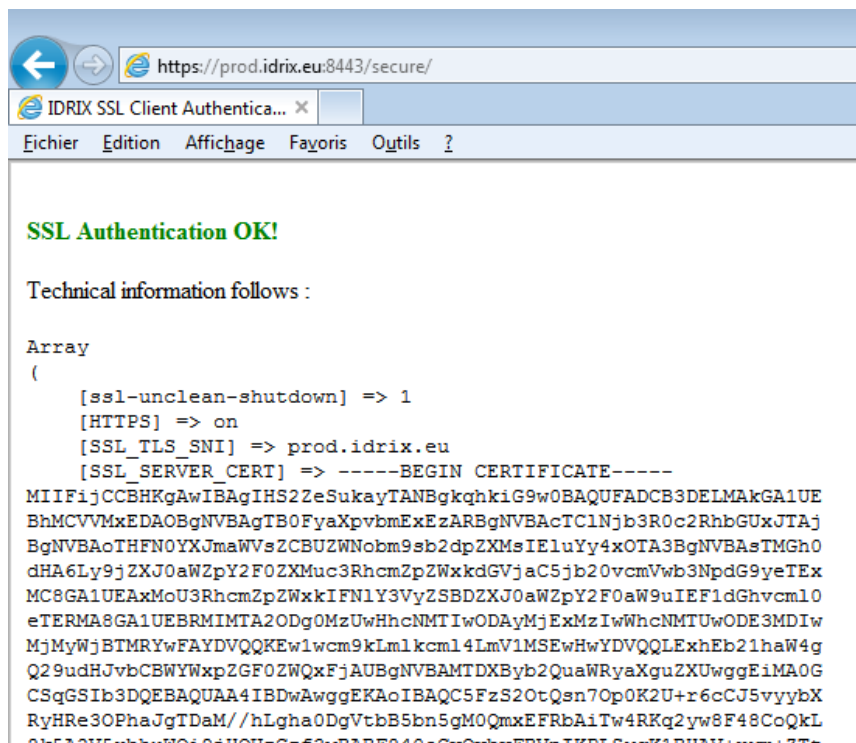 https://prod.idrix.eu:8443/secure/
IDRIX SSL Client Authentica...
Fichier Edition Affichage Favoris Outils ?
SSL Authentication OK!
Technical information follows :
Array
(
[ssl-unclean-shutdown] => 1
[HTTPS] => on
[SSL_TLS_SNI] => prod.idrix.eu
[SSL_SERVER_CERT] => -----BEGIN CERTIFICATE-----
MIIFijCCBHKgAwIBAgIHS2ZeSukayTANBgkqhkiG9w0BAQUFADCB3DELMAkGA1UE
BhMCVVMxEDAOBgNVBAgTB0FyaXpvbmExEzARBgNVBAcTClNjb3R0c2RhbGUxJTAj
BgNVBAoTHFN0YXJmaWVsZCBUZWNobm9sb2dpZXMsIEluYy4xOTA3BgNVBAsTMGh0
dHA6Ly9jZXJ0aWZpY2F0ZXMuc3RhcmZpZWxkdGVjaC5jb20vcmVwb3NpdG9yeTEx
MC8GA1UEAxMoU3RhcmZpZWxkIFNlY3VyZSBDZXJ0aWZpY2F0aW9uIEF1dGhvcml0
eTERMA8GA1UEBRMIMTA2ODg0MzUwHhcNMTIwODAyMjExMzIwWhcNMTUwODE3MDIw
MjMyWjBTMRYwFAYDVQQKEw1wcm9kLmlkcml4LmV1MSEwHwYDVQQLExhEb21haW4g
Q29udHJvbCBWYWxpZGF0ZWQxFjAUBgNVBAMTDXByb2QuaWRyaXguZXUwggEiMA0G
CSqGSIb3DQEBAQUAA4IBDwAwggEKAoIBAQC5FzS2OtQsn7Op0K2U+r6cCJ5vyybX
RyHRe3OPhaJgTDaM//hLgha0DgVtbB5bn5gM0QmxEFRbAiTw4RKq2yw8F48CoQkL